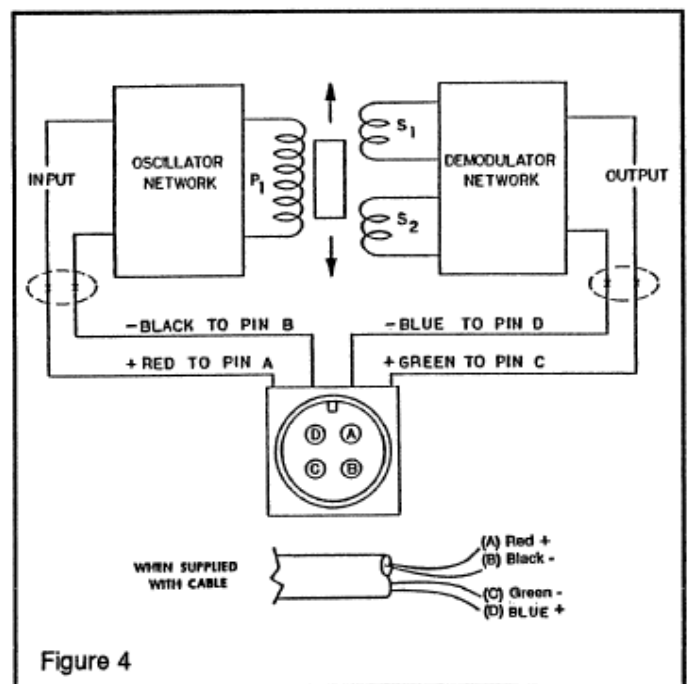 INPUT
OSCILLATOR
NETWORK
P1
S1
S2
DEMODULATOR
NETWORK
OUTPUT
-BLACK TO PIN B
-BLUE TO PIN D
+RED TO PIN A
+GREEN TO PIN C
D
A
C
B
WHEN SUPPLIED
WITH CABLE
(A) Red +
(B) Black -
(C) Green -
(D) BLUE +
Figure 4